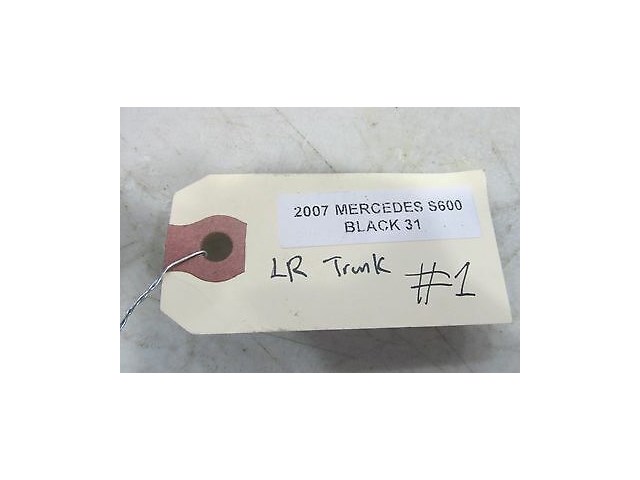 2007 MERCEDES S600
BLACK 31
LR Trunk #1